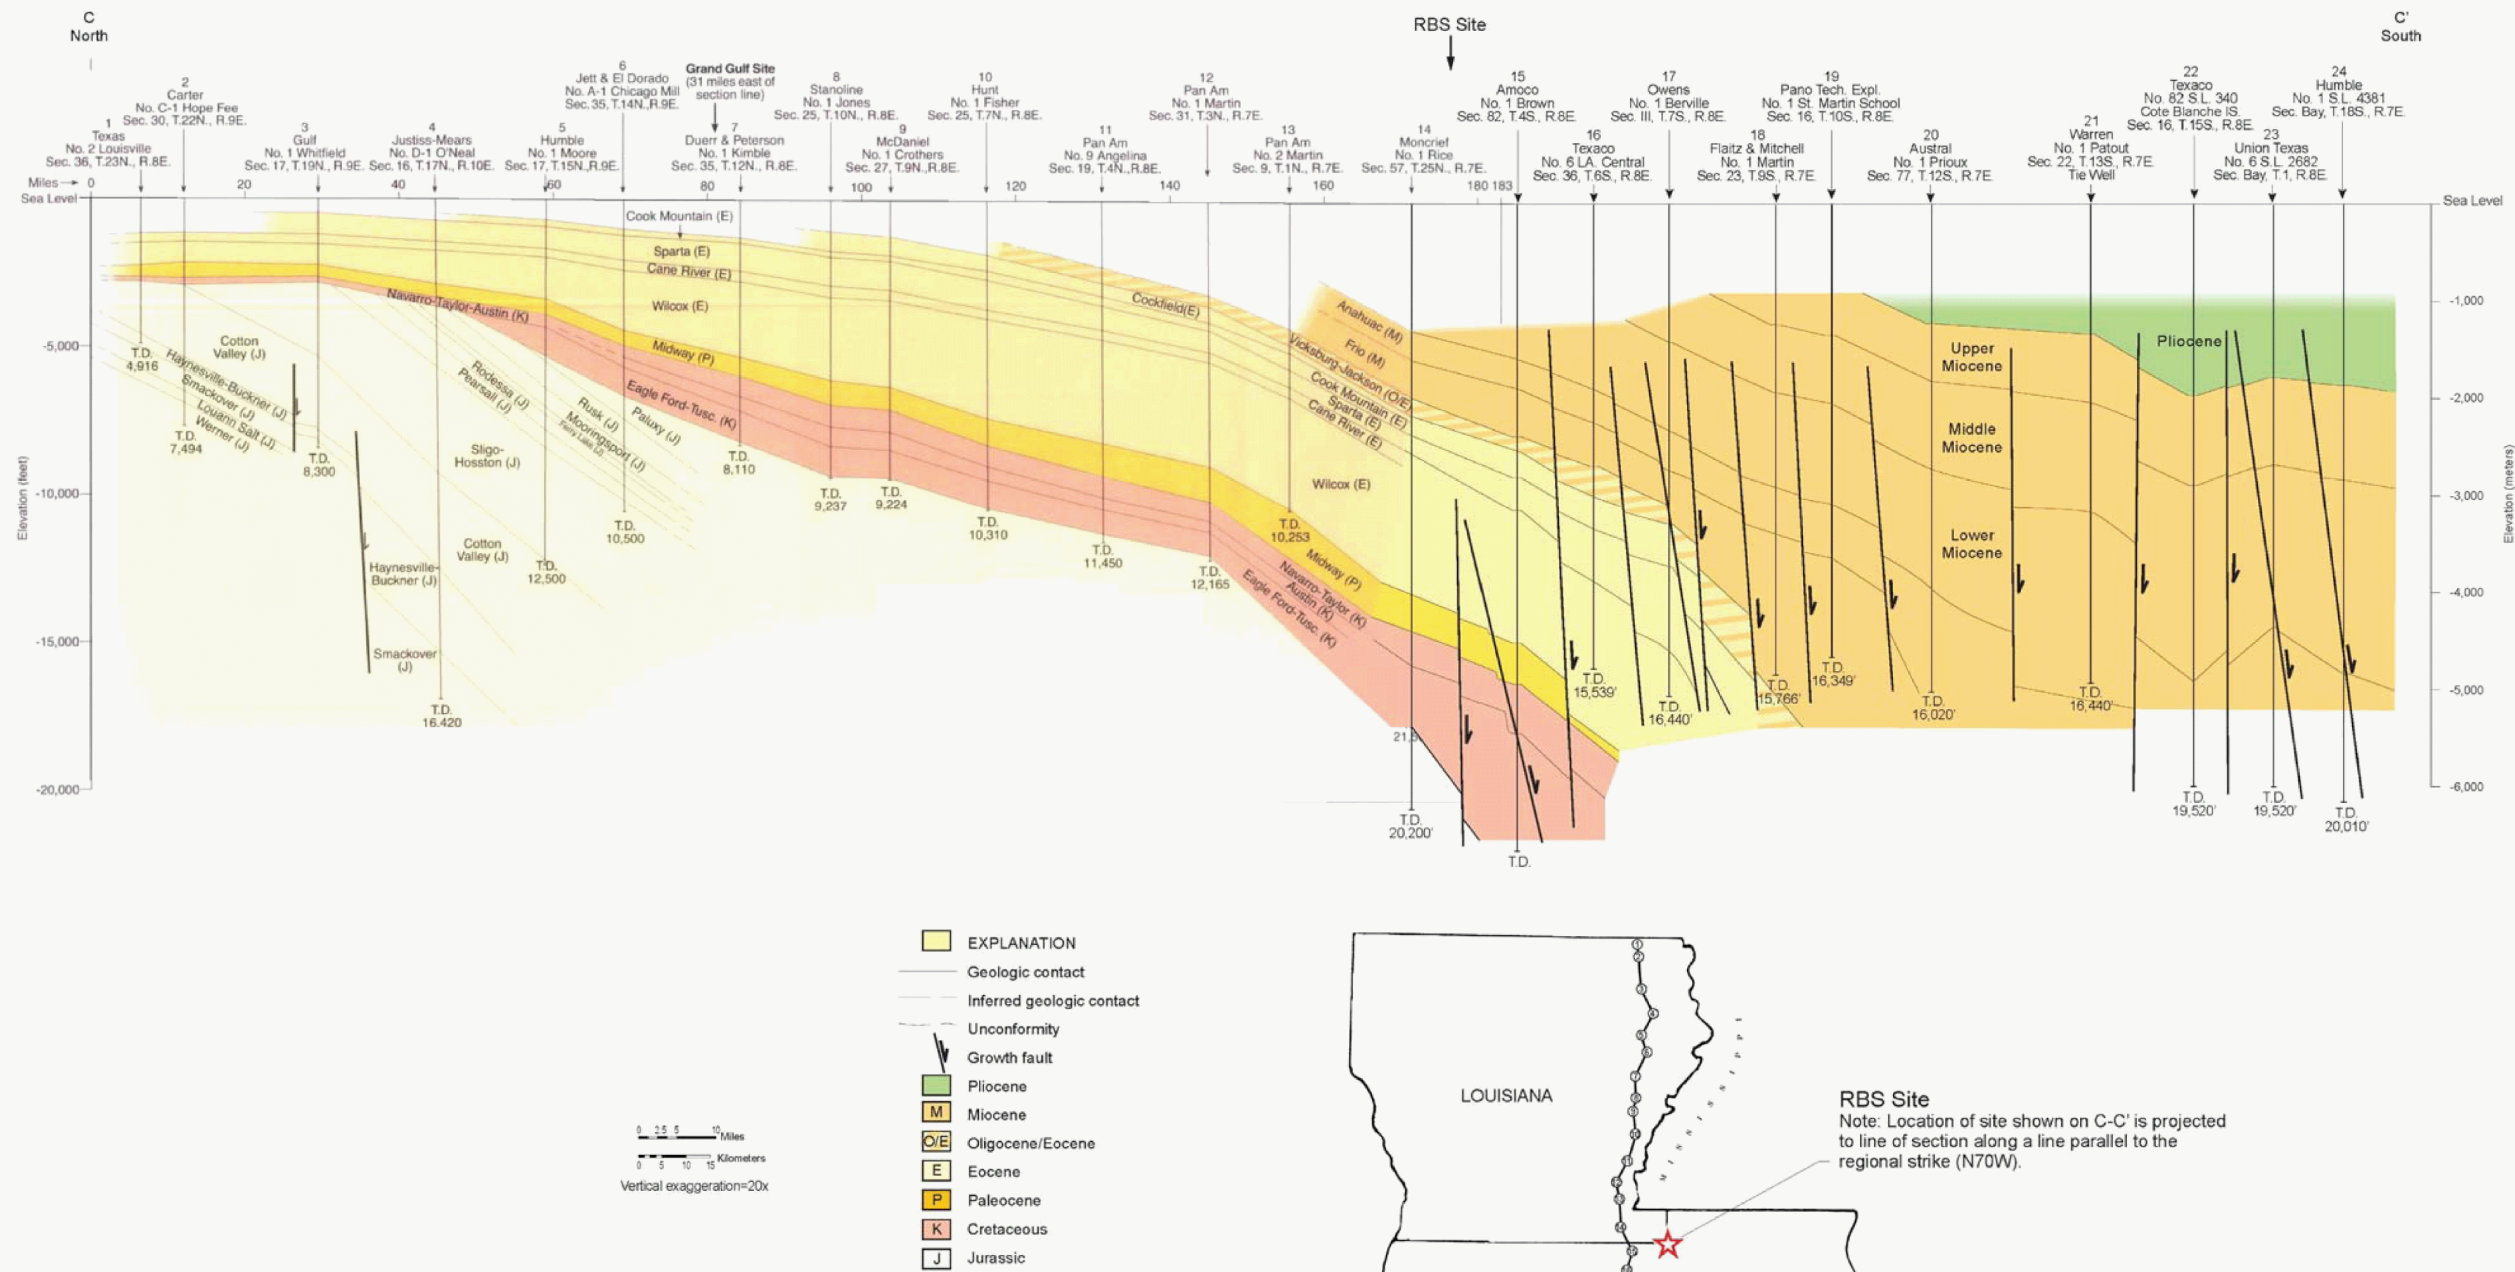 C
North
RBS Site
C'
South
1
Texas
No. 2 Louisville
Sec. 36, T.23N., R.8E.
2
Carter
No. C-1 Hope Fee
Sec. 30, T.22N., R.9E.
3
Gulf
No. 1 Whitfield
Sec. 17, T.19N., R.9E.
4
Justiss-Mears
No. D-1 O'Neal
Sec. 16, T.17N., R.10E.
5
Humble
No. 1 Moore
Sec. 17, T.15N.,R.9E.
6
Jett & El Dorado
No. A-1 Chicago Mill
Sec. 35, T.14N.,R.9E.
Grand Gulf Site
(31 miles east of
section line)
7
Duerr & Peterson
No. 1 Kimble
Sec. 35, T.12N., R.8E.
8
Stanoline
No. 1 Jones
Sec. 25, T.10N., R.8E.
9
McDaniel
No. 1 Crothers
Sec. 27, T.9N.,R.8E.
10
Hunt
No. 1 Fisher
Sec. 25, T.7N., R.8E.
11
Pan Am
No. 9 Angelina
Sec. 19, T.4N.,R.8E.
12
Pan Am
No. 1 Martin
Sec. 31, T.3N., R.7E.
13
Pan Am
No. 2 Martin
Sec. 9, T.1N., R.7E.
14
Moncrief
No. 1 Rice
Sec. 57, T.25N., R.7E.
15
Amoco
No. 1 Brown
Sec. 82, T.4S., R.8E.
16
Texaco
No. 6 LA. Central
Sec. 36, T.6S., R.8E.
17
Owens
No. 1 Berville
Sec. III, T.7S., R.8E.
18
Flaitz & Mitchell
No. 1 Martin
Sec. 23, T.9S., R.7E.
19
Pano Tech. Expl.
No. 1 St. Martin School
Sec. 16, T.10S., R.8E.
20
Austral
No. 1 Prioux
Sec. 77, T.12S., R.7E.
21
Warren
No. 1 Patout
Sec. 22, T.13S., R.7E.
Tie Well
22
Texaco
No. 82 S.L. 340
Cote Blanche IS.
Sec. 16, T.15S., R.8E.
23
Union Texas
No. 6 S.L. 2682
Sec. Bay, T.1, R.8E.
24
Humble
No. 1 S.L. 4381
Sec. Bay, T.18S., R.7E.
Miles 0 20 40 60 80 100 120 140 160 180 183
Sea Level
Sea Level
Elevation (feet)
-5,000
-10,000
-15,000
-20,000
Elevation (meters)
-1,000
-2,000
-3,000
-4,000
-5,000
-6,000
Cook Mountain (E)
Sparta (E)
Cane River (E)
Wilcox (E)
Navarro-Taylor-Austin (K)
Midway (P)
Eagle Ford-Tusc. (K)
Cotton
Valley (J)
Haynesville-Buckner (J)
Smackover (J)
Louann Salt (J)
Werner (J)
Rodessa (J)
Pearsall (J)
Rusk (J)
Paluxy (J)
Mooringsport (J)
Ferry Lake (J)
Sligo-
Hosston (J)
Cotton
Valley (J)
Haynesville-
Buckner (J)
Smackover
(J)
Cockfield(E)
Anahuac (M)
Frio (M)
Vicksburg-Jackson (O/E)
Cook Mountain (E)
Sparta (E)
Cane River (E)
Wilcox (E)
Midway (P)
Navarro-Taylor (K)
Austin (K)
Eagle Ford-Tusc. (K)
Upper
Miocene
Middle
Miocene
Lower
Miocene
Pliocene
T.D.
4,916
T.D.
7,494
T.D.
8,300
T.D.
16.420
T.D.
12,500
T.D.
10,500
T.D.
8,110
T.D.
9,237
T.D.
9,224
T.D.
10,310
T.D.
11,450
T.D.
12,165
T.D.
10,253
T.D.
20,200'
T.D.
T.D.
15,539'
T.D.
16,440'
T.D.
15,766'
T.D.
16,349'
T.D.
16,020'
T.D.
16,440'
T.D.
19,520'
T.D.
19,520'
T.D.
20,010'
EXPLANATION
Geologic contact
Inferred geologic contact
Unconformity
Growth fault
Pliocene
M Miocene
O/E Oligocene/Eocene
E Eocene
P Paleocene
K Cretaceous
J Jurassic
0 2.5 5 10 Miles
0 5 10 15 Kilometers
Vertical exaggeration=20x
LOUISIANA
MISSISSIPPI
RBS Site
Note: Location of site shown on C-C' is projected
to line of section along a line parallel to the
regional strike (N70W).